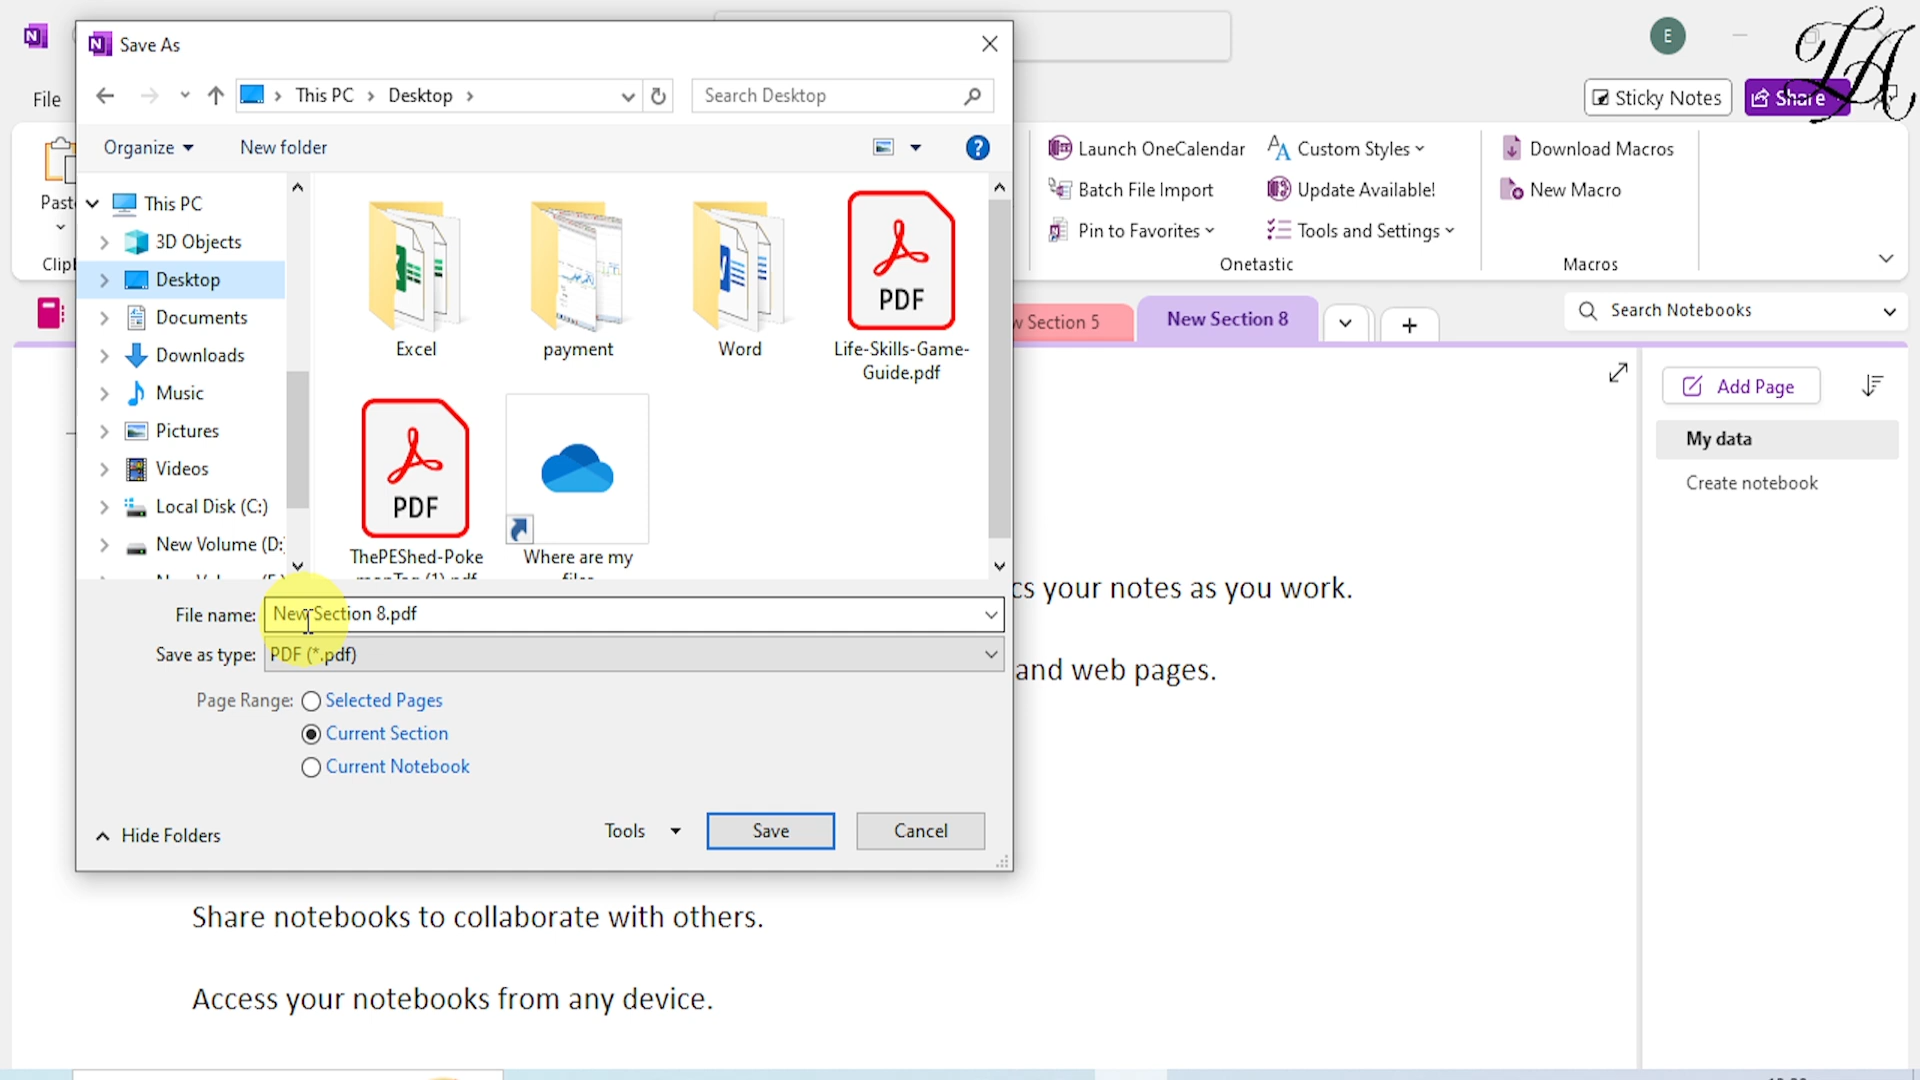 Save As
This PC > Desktop >
Search Desktop
Organize
New folder
This PC
3D Objects
Desktop
Documents
Downloads
Music
Pictures
Videos
Local Disk (C:)
New Volume (D:
Excel
payment
Word
Life-Skills-Game-
Guide.pdf
PDF
PDF
ThePEShed-Poke
Where are my
File name: New Section 8.pdf
Save as type: PDF (*.pdf)
Page Range: Selected Pages
Current Section
Current Notebook
Hide Folders
Tools
Save
Cancel
File
E
LA
Sticky Notes
Share
Launch OneCalendar
Custom Styles
Download Macros
Batch File Import
Update Available!
New Macro
Pin to Favorites
Tools and Settings
Onetastic
Macros
w Section 5
New Section 8
Search Notebooks
Add Page
My data
Create notebook
cs your notes as you work.
and web pages.
Share notebooks to collaborate with others.
Access your notebooks from any device.